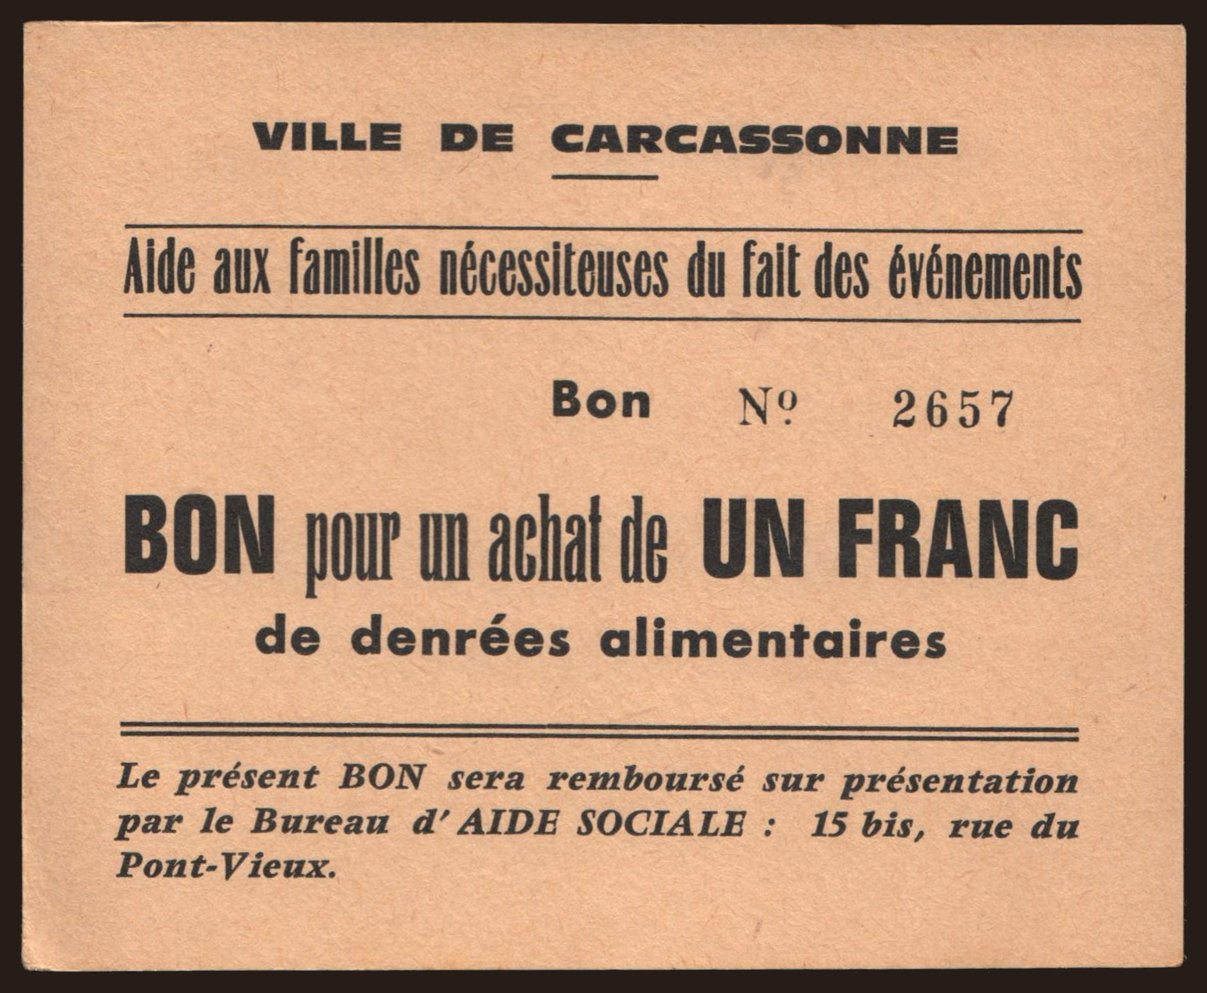 VILLE DE CARCASSONNE
Aide aux familles nécessiteuses du fait des événements
Bon Nº 2657
BON pour un achat de UN FRANC
de denrées alimentaires
Le présent BON sera remboursé sur présentation
par le Bureau d'AIDE SOCIALE : 15 bis, rue du
Pont-Vieux.